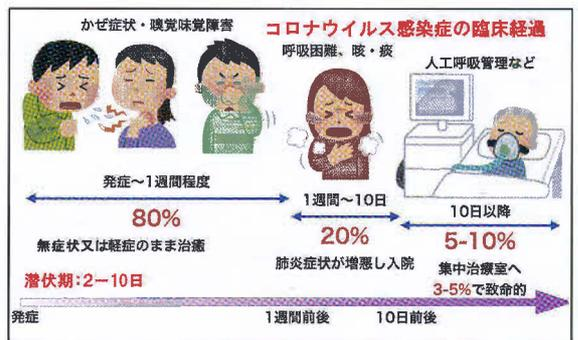 かぜ症状・嗅覚味覚障害
コロナウイルス感染症の臨床経過
呼吸困難、咳・痰
人工呼吸管理など
発症～1週間程度
80%
無症状又は軽症のまま治癒
1週間～10日
20%
肺炎症状が増悪し入院
10日以降
5-10%
集中治療室へ
3-5%で致命的
潜伏期：2－10日
発症
1週間前後
10日前後